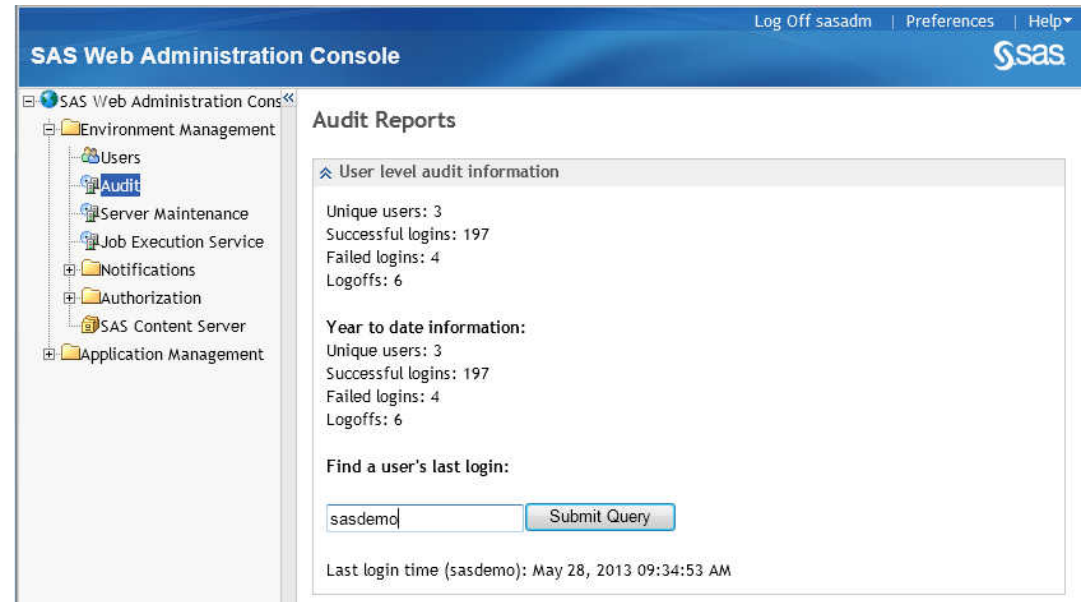 Log Off sasadm | Preferences | Help
SAS Web Administration Console
sas
SAS Web Administration Cons
Environment Management
Users
Audit
Server Maintenance
Job Execution Service
Notifications
Authorization
SAS Content Server
Application Management
Audit Reports
User level audit information
Unique users: 3
Successful logins: 197
Failed logins: 4
Logoffs: 6
Year to date information:
Unique users: 3
Successful logins: 197
Failed logins: 4
Logoffs: 6
Find a user's last login:
sasdemo Submit Query
Last login time (sasdemo): May 28, 2013 09:34:53 AM